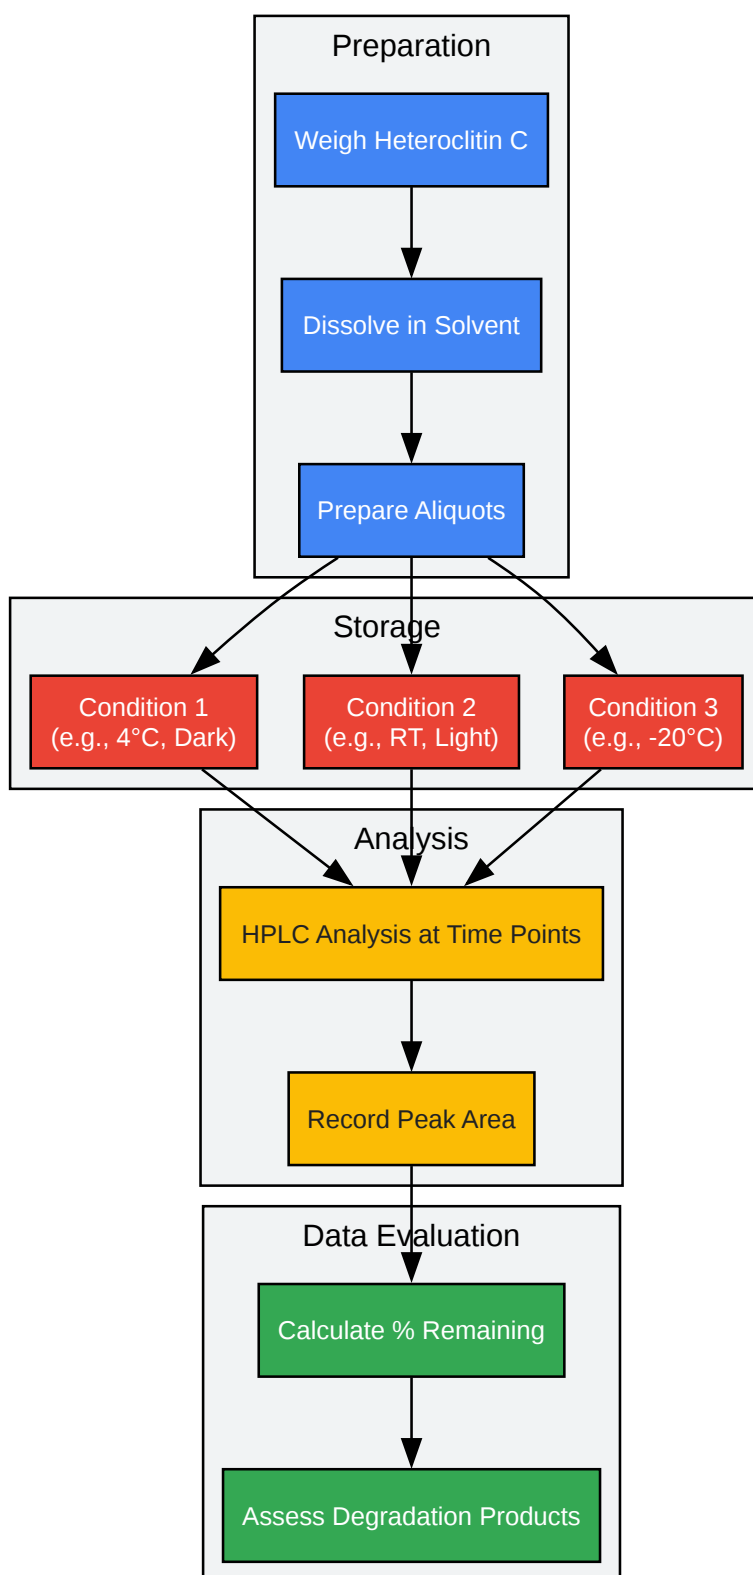 Preparation
Weigh Heteroclitin C
Dissolve in Solvent
Prepare Aliquots
Storage
Condition 1
(e.g., 4°C, Dark)
Condition 2
(e.g., RT, Light)
Condition 3
(e.g., -20°C)
Analysis
HPLC Analysis at Time Points
Record Peak Area
Data Evaluation
Calculate % Remaining
Assess Degradation Products